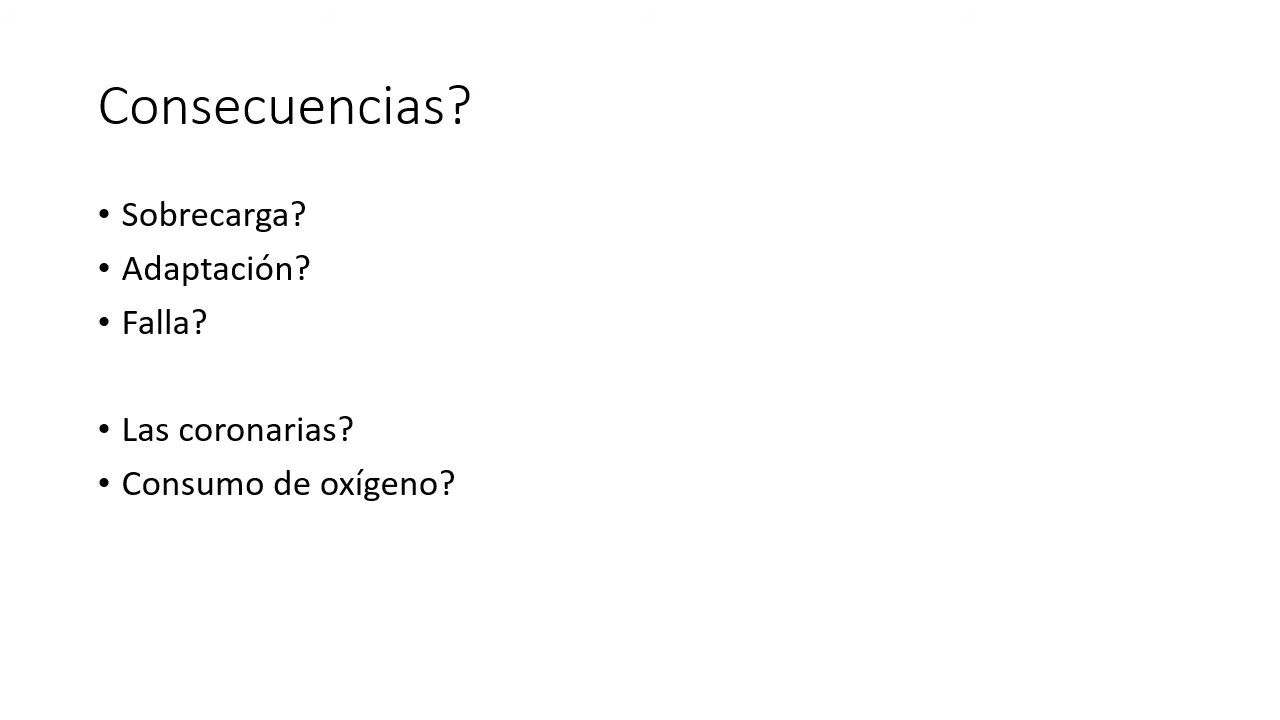 Consecuencias?
• Sobrecarga?
• Adaptación?
• Falla?
• Las coronarias?
• Consumo de oxígeno?